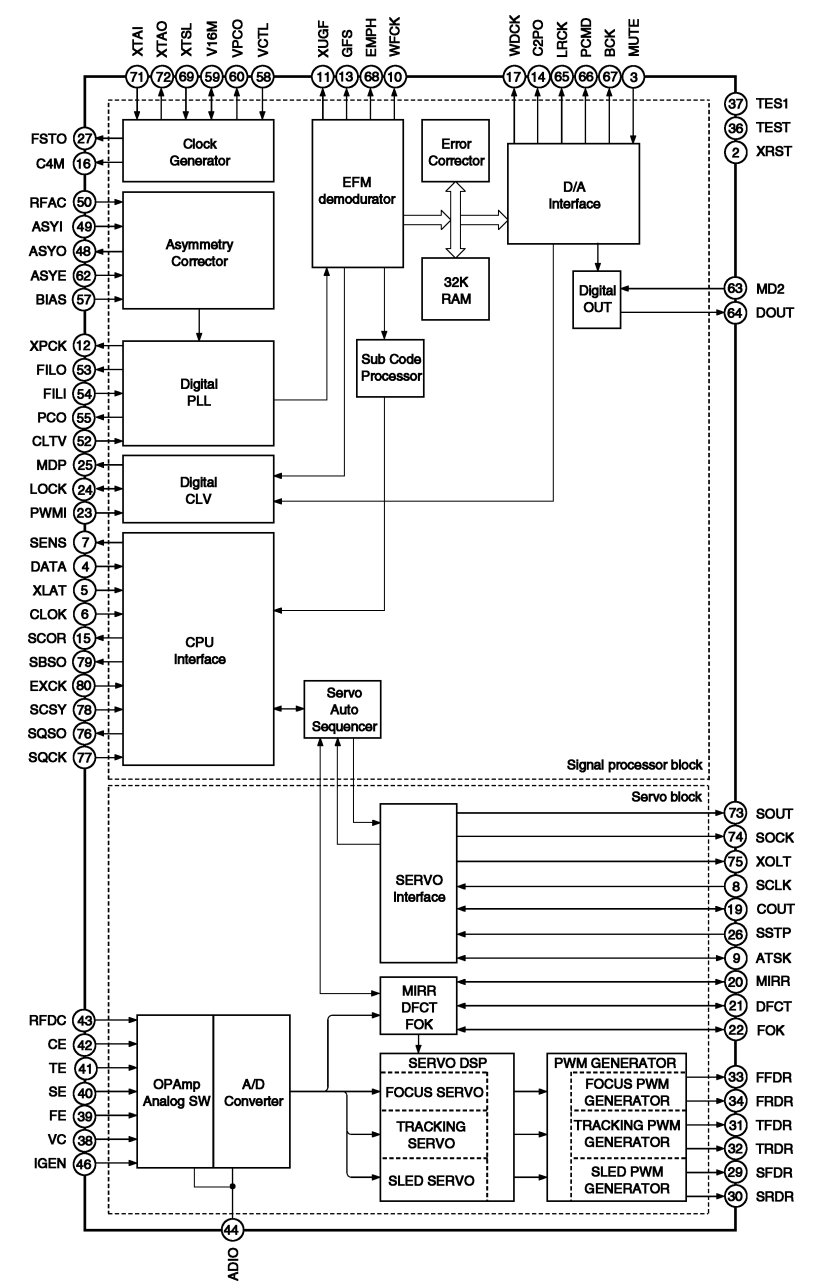 XTAI
XTAO
XTSL
V16M
VPCO
VCTL
XUGF
GFS
EMPH
WFCK
WDCK
C2PO
LRCK
PCMD
BCK
MUTE
71
72
69
59
60
58
11
13
68
10
17
14
65
66
67
3
37 TES1
36 TEST
2 XRST
FSTO 27
C4M 16
Clock
Generator
RFAC 50
ASYI 49
ASYO 48
ASYE 62
BIAS 57
Asymmetry
Corrector
EFM
demodurator
Error
Corrector
32K
RAM
D/A
Interface
Digital
OUT
63 MD2
64 DOUT
XPCK 12
FILO 53
FILI 54
PCO 55
CLTV 52
Digital
PLL
Sub Code
Processor
MDP 25
LOCK 24
PWMI 23
Digital
CLV
SENS 7
DATA 4
XLAT 5
CLOK 6
SCOR 15
SBSO 79
EXCK 80
SCSY 78
SQSO 76
SQCK 77
CPU
Interface
Servo
Auto
Sequencer
Signal processor block
Servo block
SERVO
Interface
73 SOUT
74 SOCK
75 XOLT
8 SCLK
19 COUT
26 SSTP
9 ATSK
20 MIRR
21 DFCT
22 FOK
MIRR
DFCT
FOK
RFDC 43
CE 42
TE 41
SE 40
FE 39
VC 38
IGEN 46
OPAmp
Analog SW
A/D
Converter
SERVO DSP
FOCUS SERVO
TRACKING
SERVO
SLED SERVO
PWM GENERATOR
FOCUS PWM
GENERATOR
TRACKING PWM
GENERATOR
SLED PWM
GENERATOR
33 FFDR
34 FRDR
31 TFDR
32 TRDR
29 SFDR
30 SRDR
44
ADIO